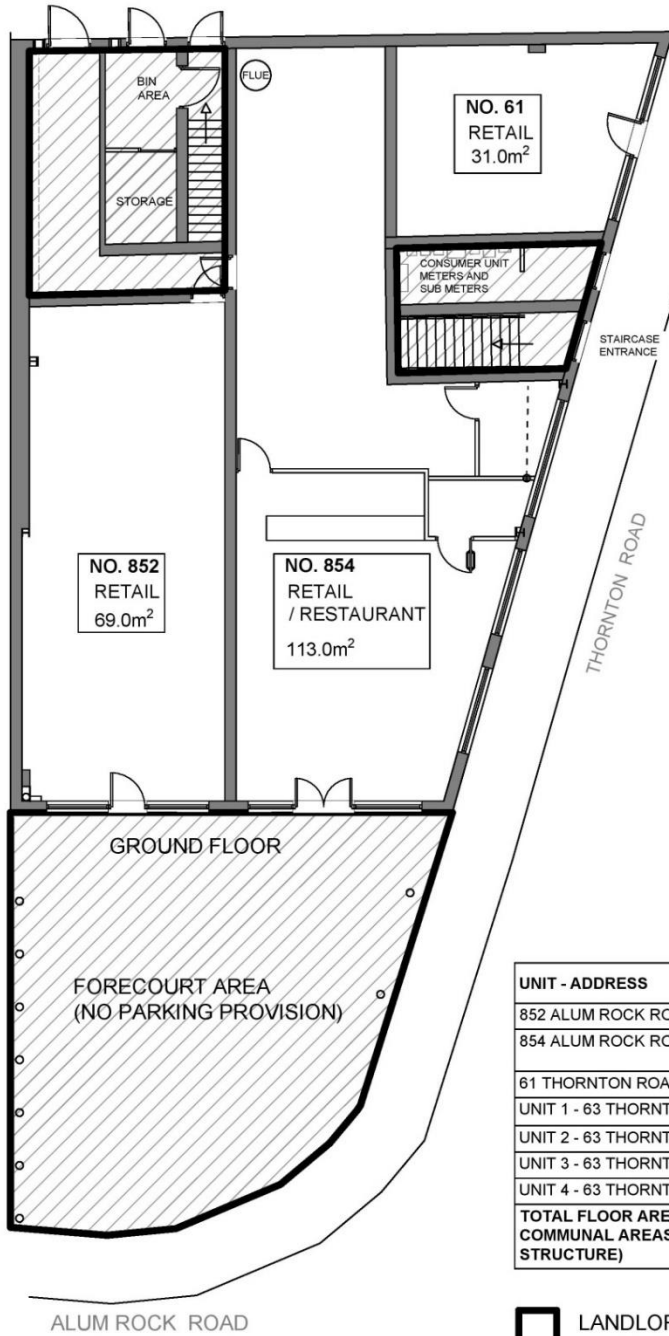 BIN
AREA
FLUE
NO. 61
RETAIL
31.0m²
STORAGE
CONSUMER UNIT
METERS AND
SUB METERS
STAIRCASE
ENTRANCE
THORNTON ROAD
NO. 852
RETAIL
69.0m²
NO. 854
RETAIL
/ RESTAURANT
113.0m²
GROUND FLOOR
FORECOURT AREA
(NO PARKING PROVISION)
UNIT - ADDRESS
852 ALUM ROCK RO
854 ALUM ROCK RO
61 THORNTON ROA
UNIT 1 - 63 THORNT
UNIT 2 - 63 THORNT
UNIT 3 - 63 THORNT
UNIT 4 - 63 THORNT
TOTAL FLOOR ARE
COMMUNAL AREAS
STRUCTURE)
LANDLOR
ALUM ROCK ROAD